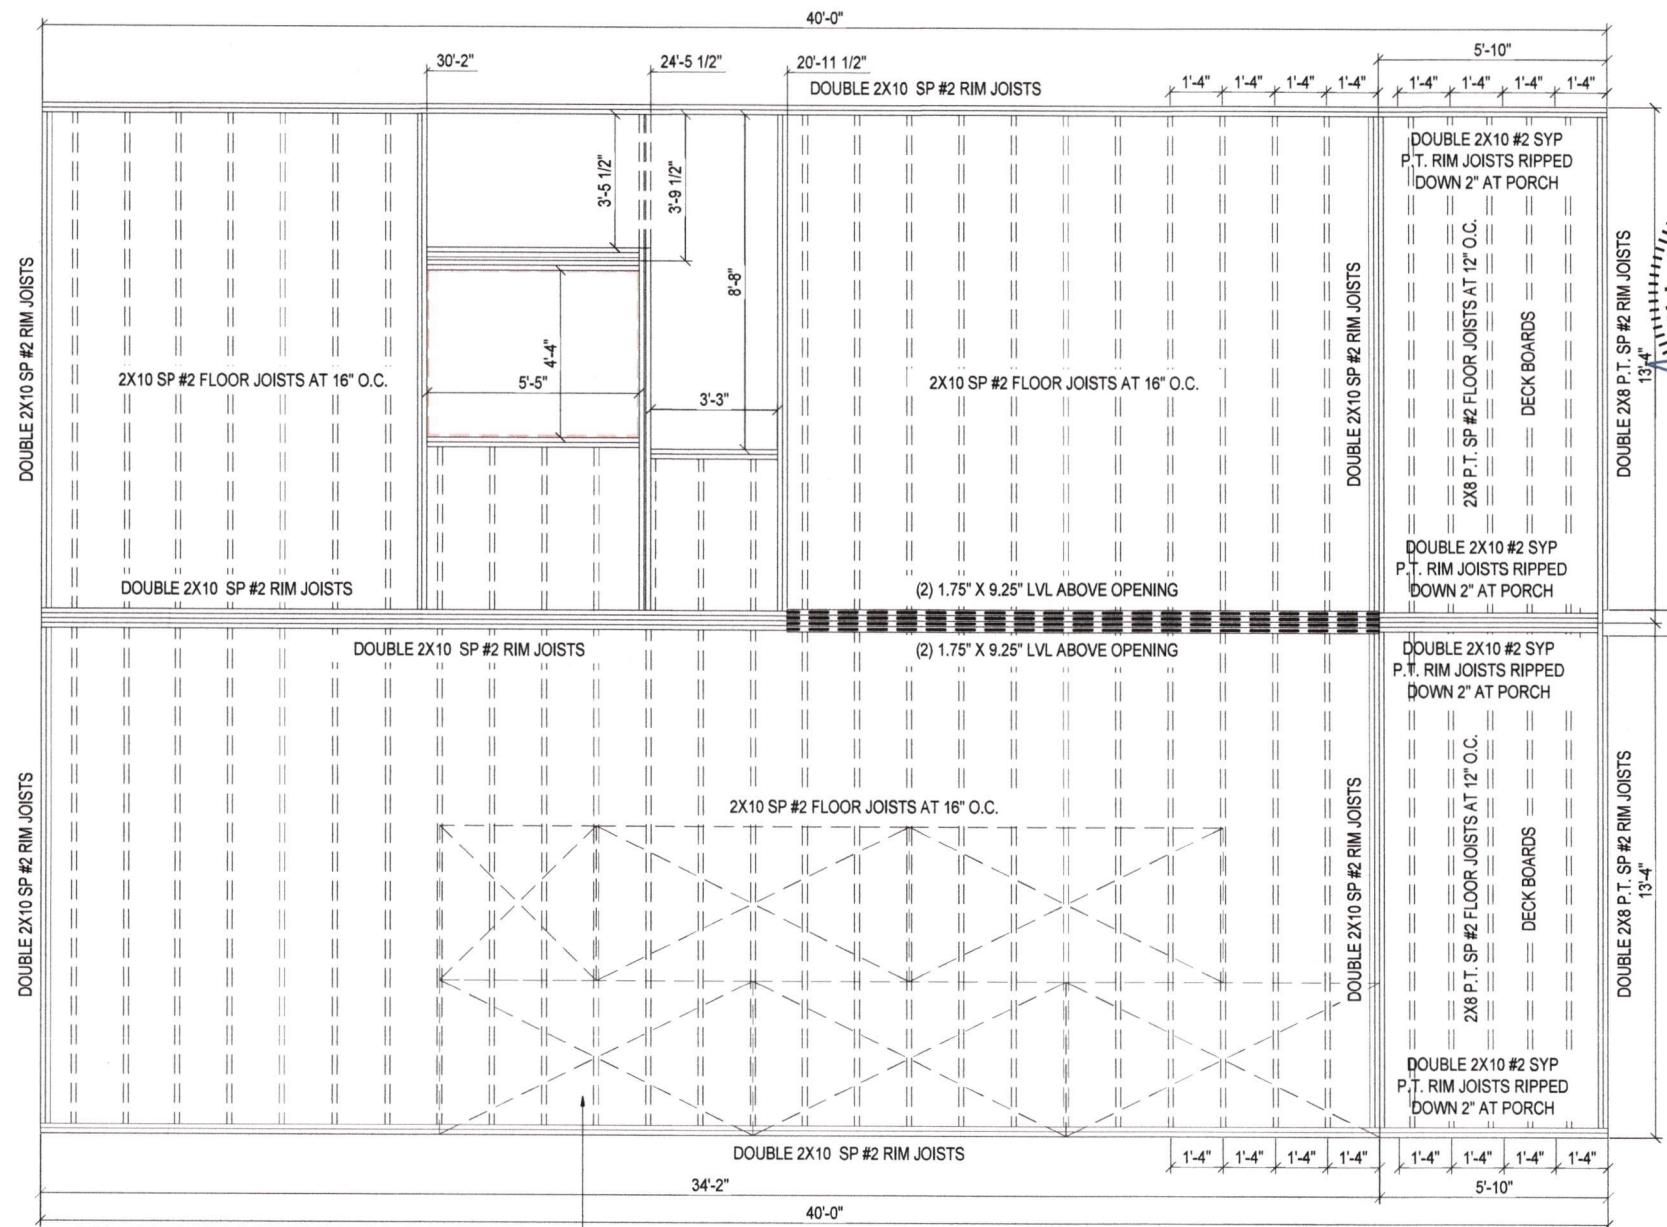 40'-0"
5'-10"
30'-2"
24'-5 1/2"
20'-11 1/2"
DOUBLE 2X10 SP #2 RIM JOISTS
1'-4"
1'-4"
1'-4"
1'-4"
1'-4"
1'-4"
1'-4"
1'-4"
DOUBLE 2X10 #2 SYP
P.T. RIM JOISTS RIPPED
DOWN 2" AT PORCH
3'-5 1/2"
3'-9 1/2"
8'-8"
DOUBLE 2X10 SP #2 RIM JOISTS
2X10 SP #2 FLOOR JOISTS AT 16" O.C.
4'-4"
5'-5"
3'-3"
2X10 SP #2 FLOOR JOISTS AT 16" O.C.
DOUBLE 2X10 SP #2 RIM JOISTS
2X8 P.T. SP #2 FLOOR JOISTS AT 12" O.C.
DECK BOARDS
DOUBLE 2X8 P.T. SP #2 RIM JOISTS
13'-4"
DOUBLE 2X10 #2 SYP
P.T. RIM JOISTS RIPPED
DOWN 2" AT PORCH
DOUBLE 2X10 SP #2 RIM JOISTS
(2) 1.75" X 9.25" LVL ABOVE OPENING
DOUBLE 2X10 SP #2 RIM JOISTS
(2) 1.75" X 9.25" LVL ABOVE OPENING
DOUBLE 2X10 #2 SYP
P.T. RIM JOISTS RIPPED
DOWN 2" AT PORCH
DOUBLE 2X10 SP #2 RIM JOISTS
2X10 SP #2 FLOOR JOISTS AT 16" O.C.
DOUBLE 2X10 SP #2 RIM JOISTS
2X8 P.T. SP #2 FLOOR JOISTS AT 12" O.C.
DECK BOARDS
DOUBLE 2X8 P.T. SP #2 RIM JOISTS
13'-4"
DOUBLE 2X10 #2 SYP
P.T. RIM JOISTS RIPPED
DOWN 2" AT PORCH
DOUBLE 2X10 SP #2 RIM JOISTS
1'-4"
1'-4"
1'-4"
1'-4"
1'-4"
1'-4"
1'-4"
1'-4"
34'-2"
5'-10"
40'-0"